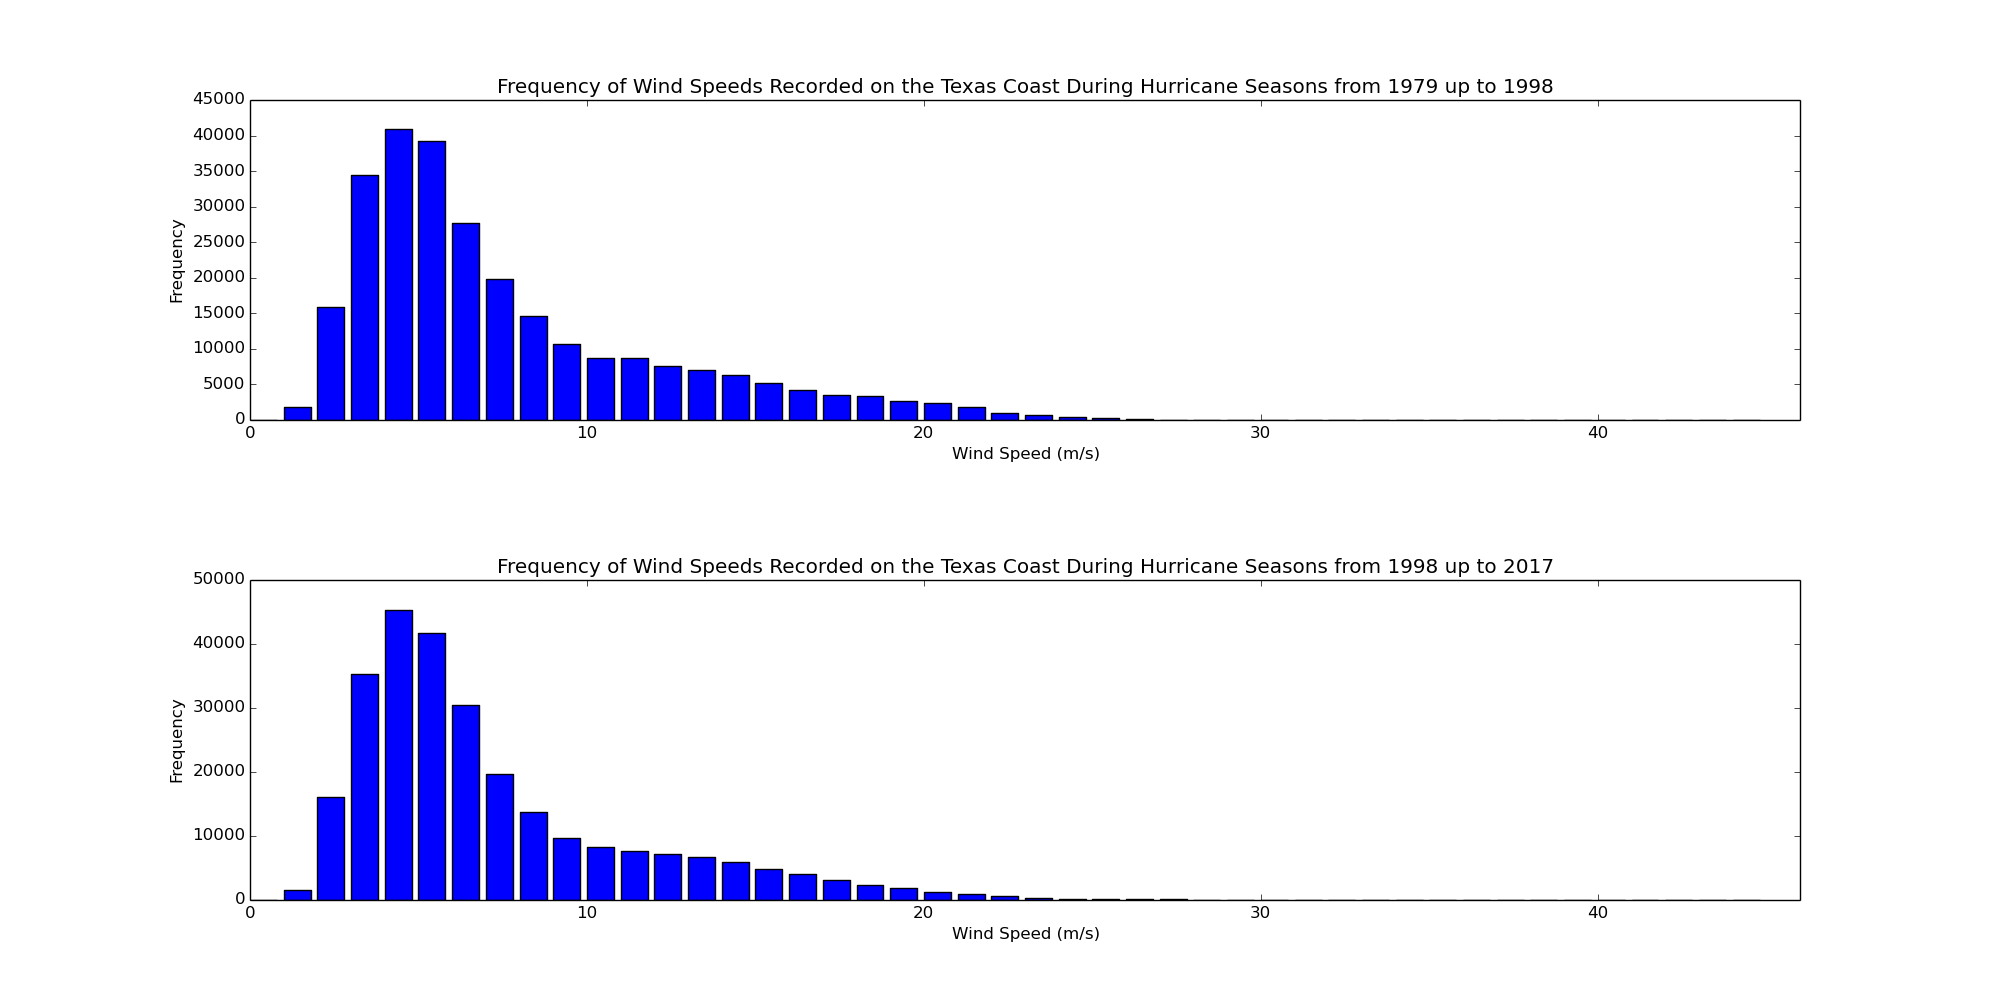 Frequency of Wind Speeds Recorded on the Texas Coast During Hurricane Seasons from 1979 up to 1998
45000
40000
35000
30000
25000
20000
15000
10000
5000
0
Frequency
0 10 20 30 40
Wind Speed (m/s)
Frequency of Wind Speeds Recorded on the Texas Coast During Hurricane Seasons from 1998 up to 2017
50000
40000
30000
20000
10000
0
Frequency
0 10 20 30 40
Wind Speed (m/s)